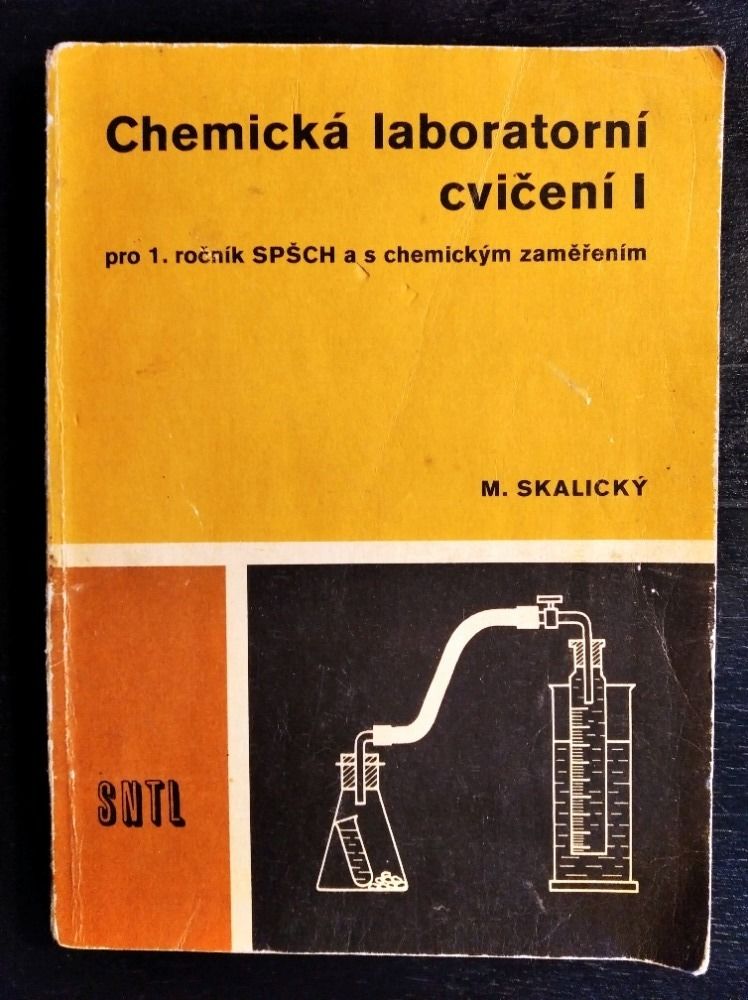 Chemická laboratorní
cvičení I
pro 1. ročník SPŠCH a s chemickým zaměřením
M. SKALICKÝ
SNTL